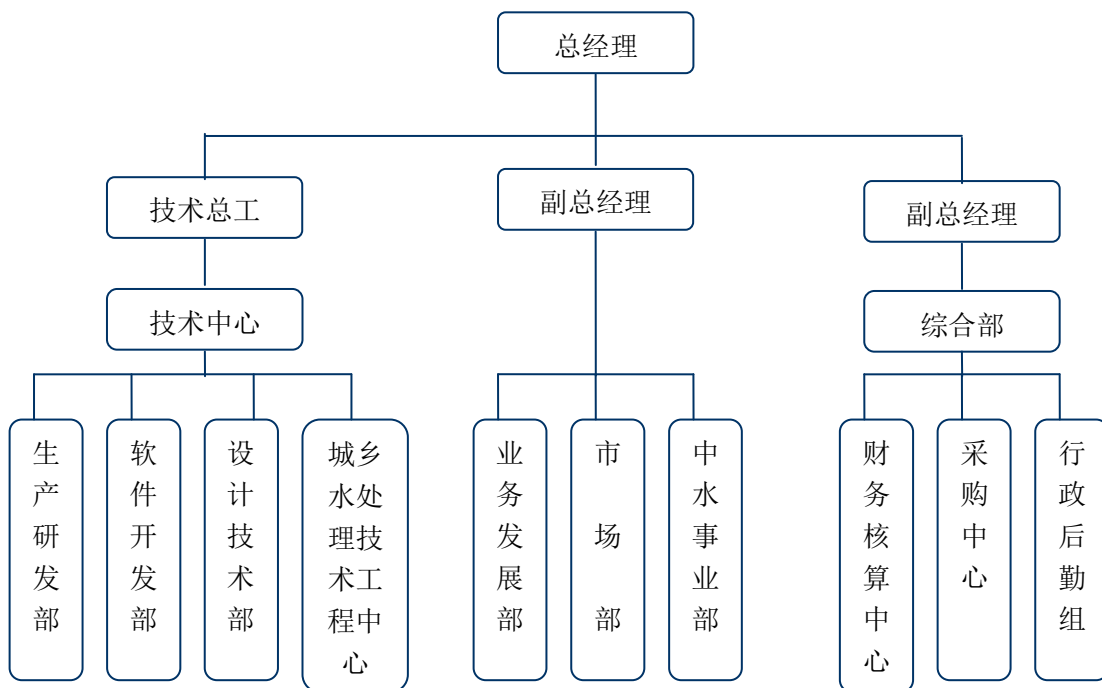 总经理
技术总工
副总经理
副总经理
技术中心
综合部
生产研发部
软件开发部
设计技术部
城乡水处理技术工程中心
业务发展部
市场部
中水事业部
财务核算中心
采购中心
行政后勤组